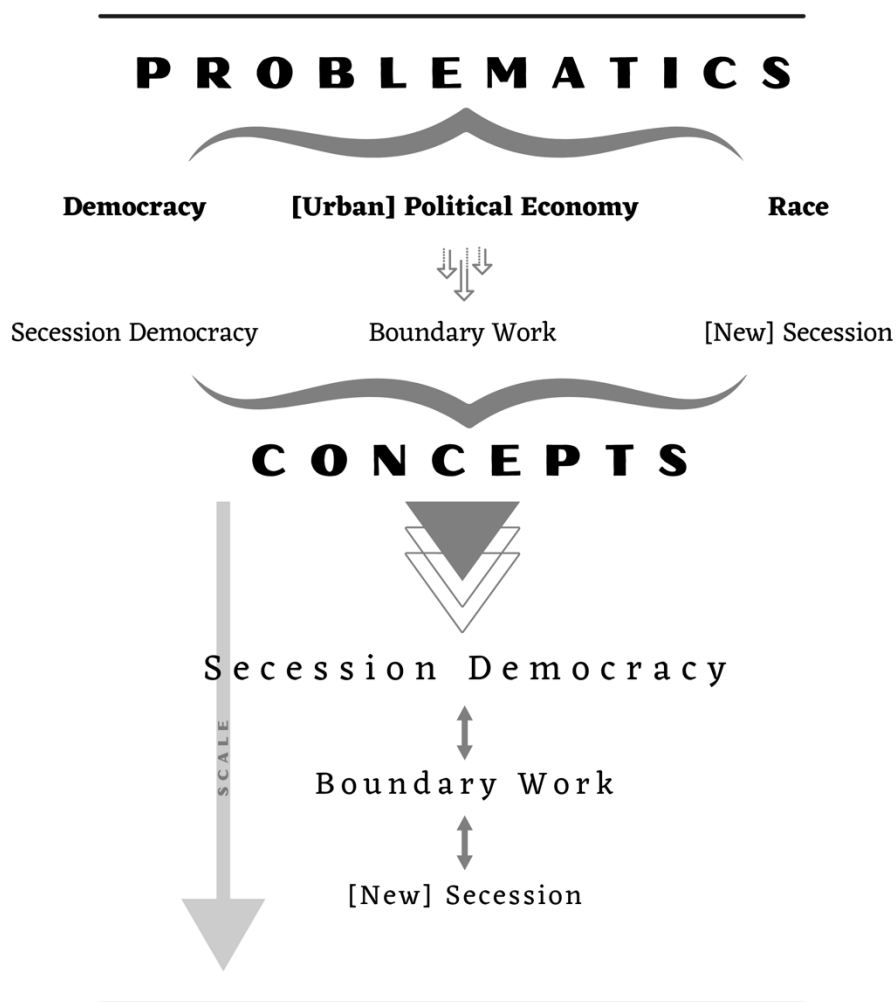 PROBLEMATICS
Democracy [Urban] Political Economy Race
Secession Democracy Boundary Work [New] Secession
CONCEPTS
Secession Democracy
SCALE
Boundary Work
[New] Secession